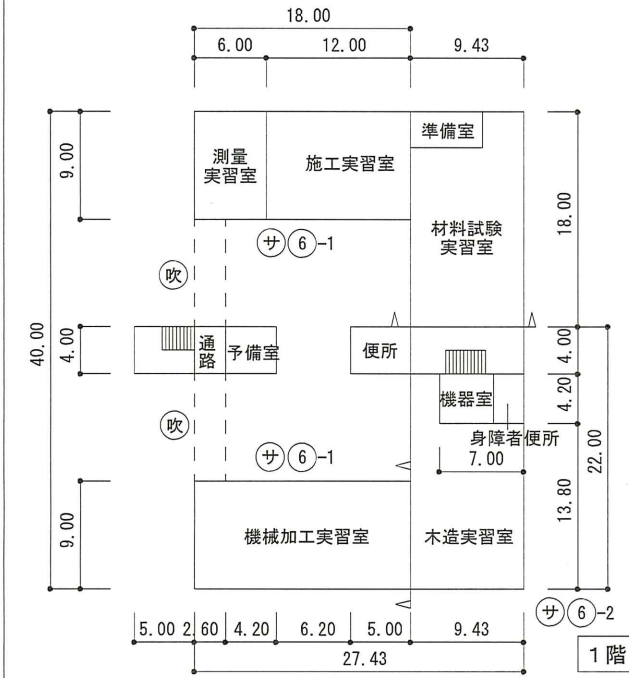 18.00
6.00 12.00 9.43
準備室
測量
実習室
施工実習室
9.00
材料試験
実習室
18.00
サ 6 -1
吹
40.00
4.00
通路
予備室
便所
4.00
機器室
4.20
吹
身障者便所
サ 6 -1
7.00
22.00
13.80
9.00
機械加工実習室
木造実習室
サ 6 -2
5.00 2.60 4.20 6.20 5.00 9.43
27.43
1階